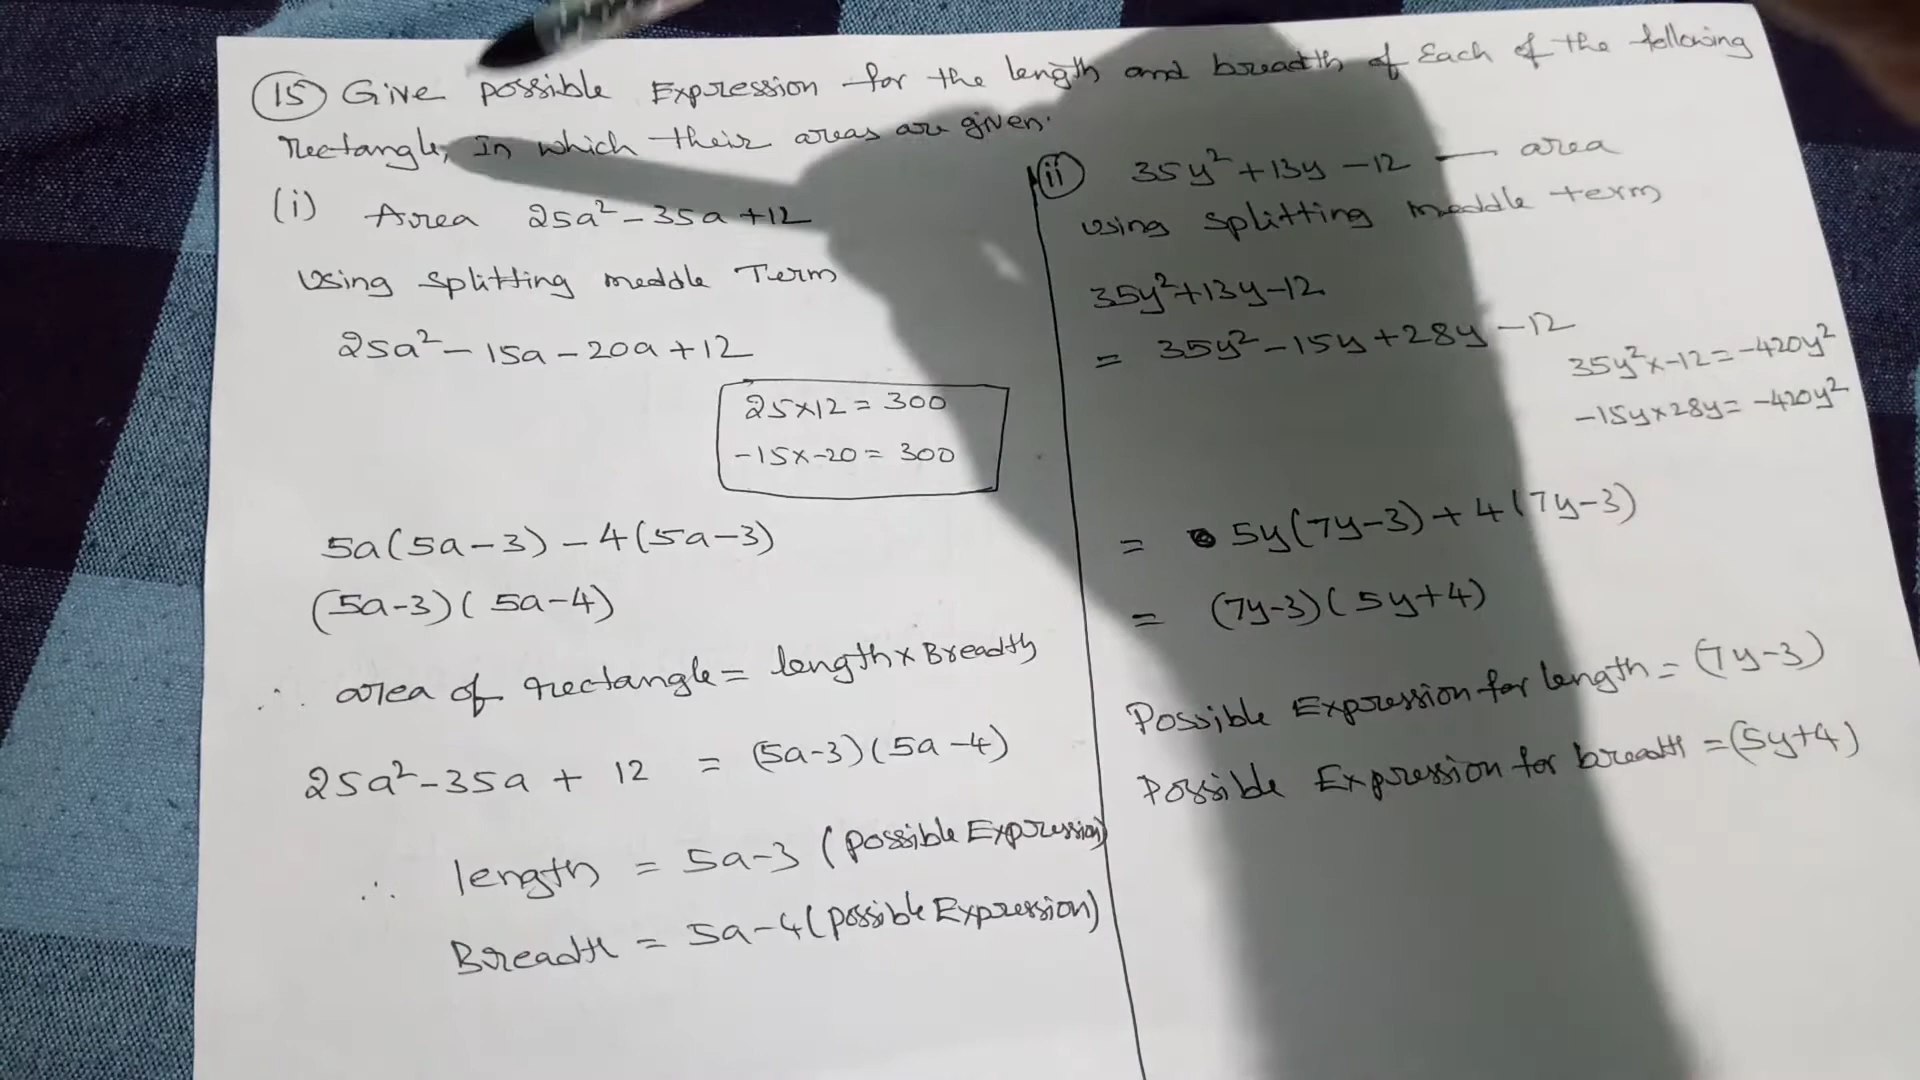 15 Give possible Expression for the length and breadth of Each of the following
rectangle, In which their areas are given.
(i) Area 25a² - 35a + 12
Using splitting meddle Term
25a² - 15a - 20a + 12
25×12 = 300
-15×-20 = 300
5a(5a-3) - 4(5a-3)
(5a-3)(5a-4)
∴ area of rectangle = length × Breadth
25a² - 35a + 12 = (5a-3)(5a-4)
∴ length = 5a-3 (possible Expression)
Breadth = 5a-4 (possible Expression)
ii 35y² + 13y - 12 — area
using splitting meddle term
35y²+13y-12
= 35y² - 15y + 28y - 12
35y²×-12 = -420y²
-15y×28y = -420y²
= 5y(7y-3) + 4(7y-3)
= (7y-3)(5y+4)
Possible Expression for length = (7y-3)
Possible Expression for breadth = (5y+4)